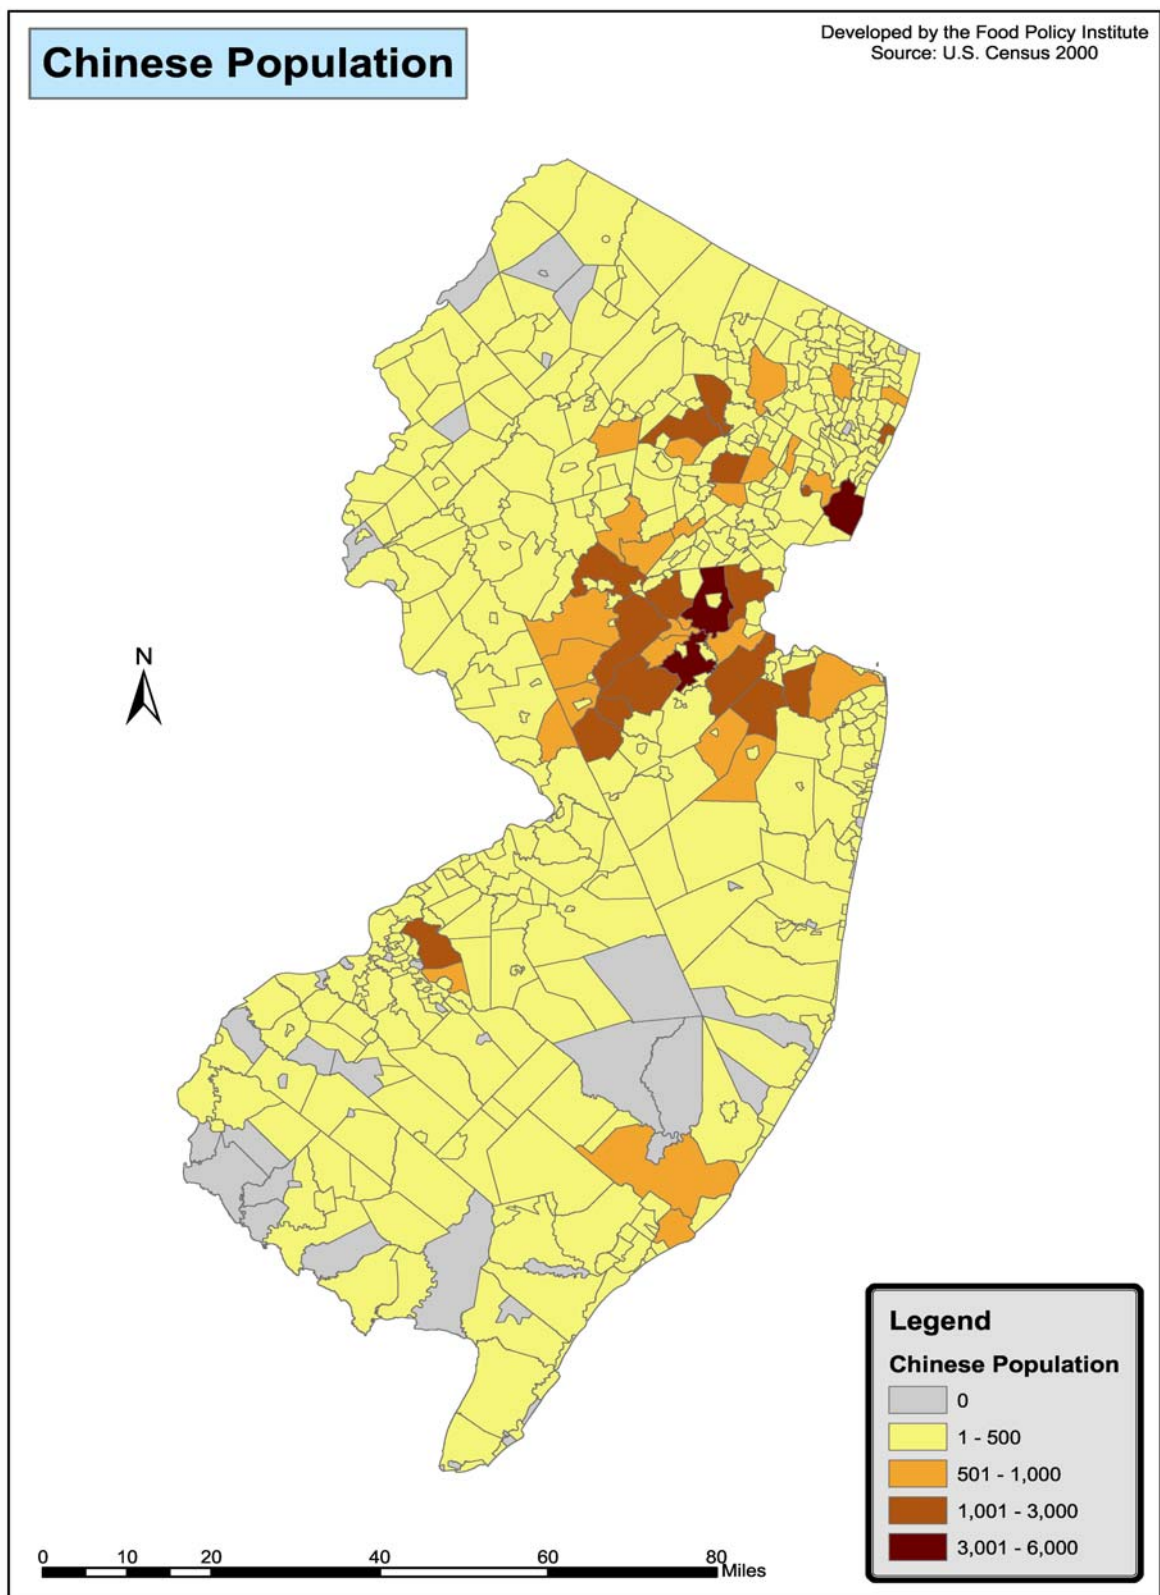 Chinese Population
Developed by the Food Policy Institute
Source: U.S. Census 2000
N
Legend
Chinese Population
0
1 - 500
501 - 1,000
1,001 - 3,000
3,001 - 6,000
0 10 20 40 60 80
Miles